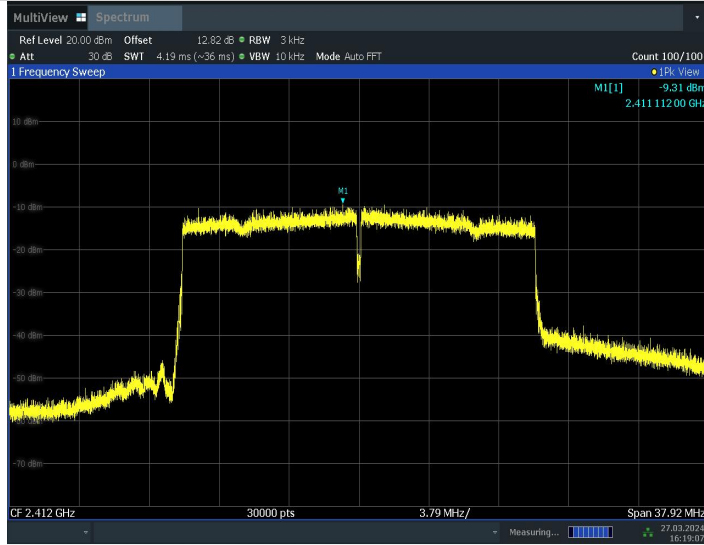 MultiView Spectrum
Ref Level 20.00 dBm Offset 12.82 dB RBW 3 kHz
Att 30 dB SWT 4.19 ms (~36 ms) VBW 10 kHz Mode Auto FFT Count 100/100
1 Frequency Sweep 1Pk View
M1[1] -9.31 dBm
2.411 112 00 GHz
10 dBm
0 dBm
M1
-10 dBm
-20 dBm
-30 dBm
-40 dBm
-50 dBm
-60 dBm
-70 dBm
CF 2.412 GHz 30000 pts 3.79 MHz/ Span 37.92 MHz
Measuring... 27.03.2024
16:19:07